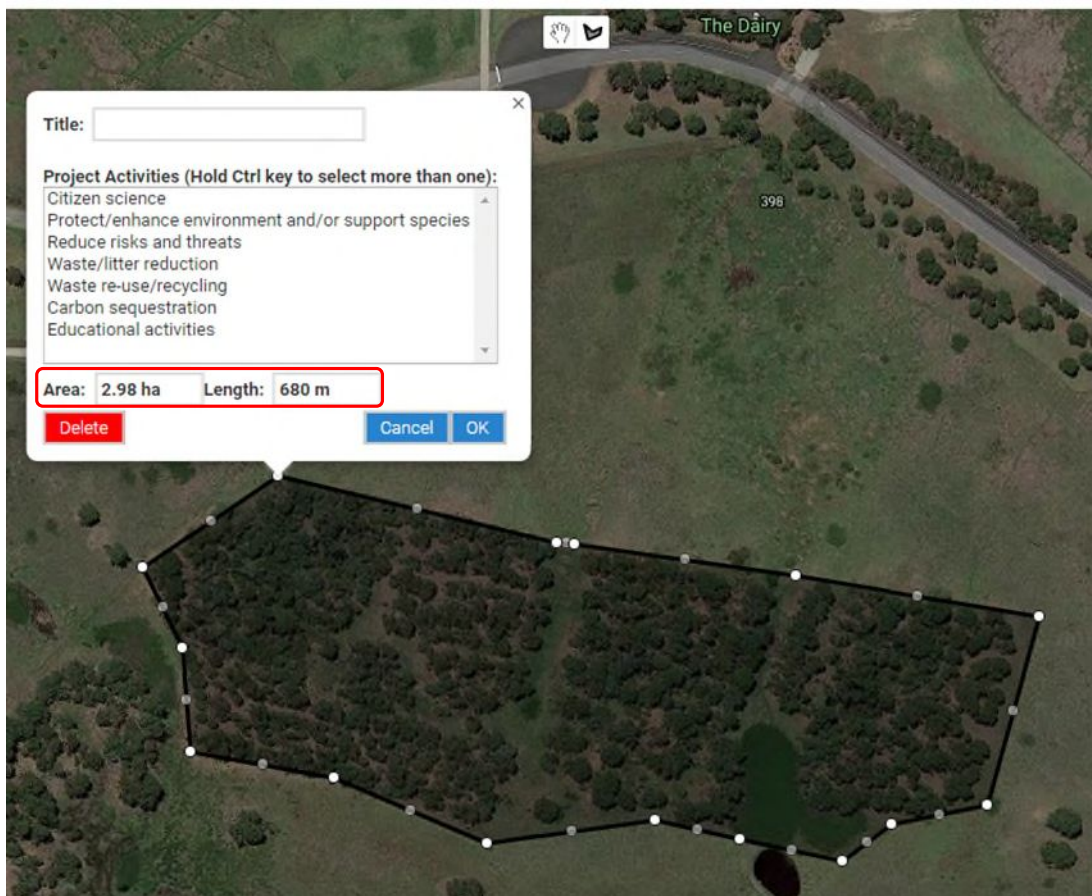 The Dairy
Title:
Project Activities (Hold Ctrl key to select more than one):
Citizen science
Protect/enhance environment and/or support species
Reduce risks and threats
Waste/litter reduction
Waste re-use/recycling
Carbon sequestration
Educational activities
Area: 2.98 ha Length: 680 m
Delete Cancel OK
398